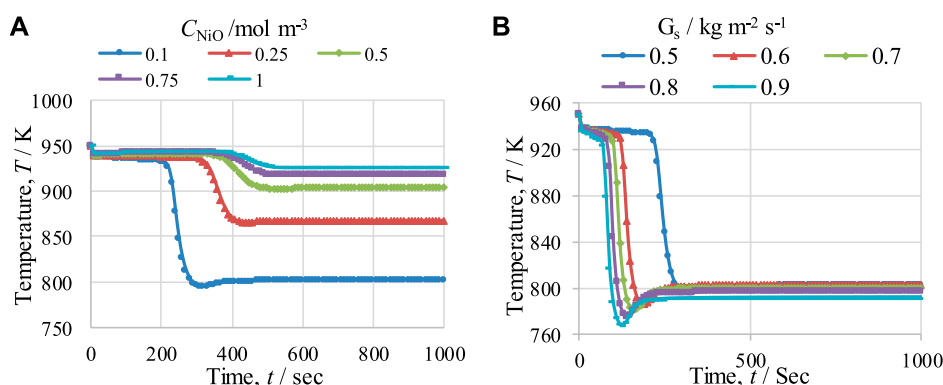 A
C_NiO /mol m⁻³
0.1 0.25 0.5
0.75 1
1000
950
900
850
800
750
Temperature, T / K
0 200 400 600 800 1000
Time, t / sec
B
G_s / kg m⁻² s⁻¹
0.5 0.6 0.7
0.8 0.9
960
920
880
840
800
760
Temperature, T / K
0 500 1000
Time, t / Sec